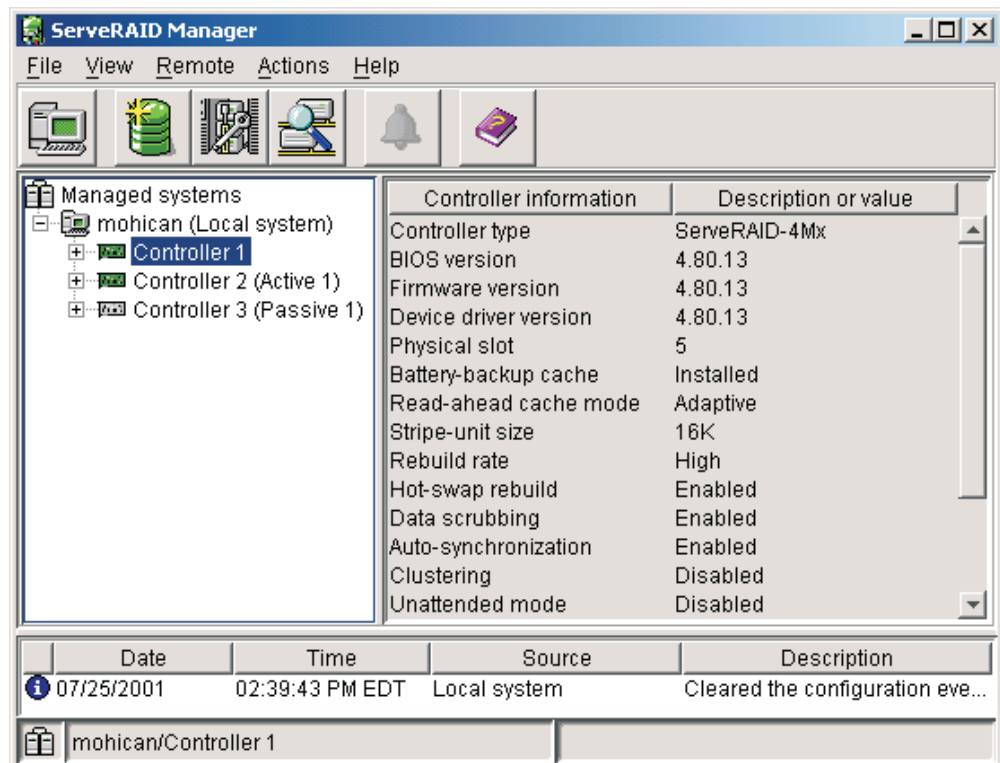 ServeRAID Manager
File View Remote Actions Help
Managed systems
mohican (Local system)
Controller 1
Controller 2 (Active 1)
Controller 3 (Passive 1)
Controller information Description or value
Controller type ServeRAID-4Mx
BIOS version 4.80.13
Firmware version 4.80.13
Device driver version 4.80.13
Physical slot 5
Battery-backup cache Installed
Read-ahead cache mode Adaptive
Stripe-unit size 16K
Rebuild rate High
Hot-swap rebuild Enabled
Data scrubbing Enabled
Auto-synchronization Enabled
Clustering Disabled
Unattended mode Disabled
Date Time Source Description
07/25/2001 02:39:43 PM EDT Local system Cleared the configuration eve...
mohican/Controller 1